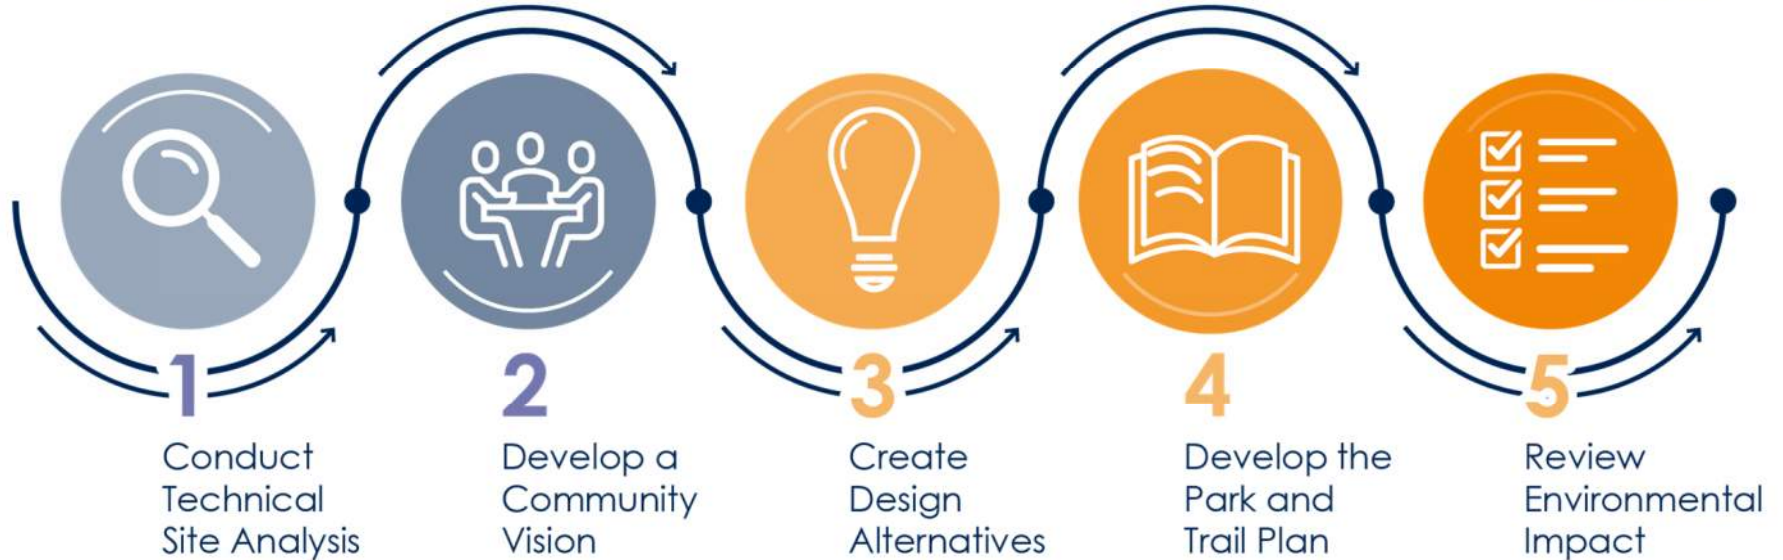 1
Conduct
Technical
Site Analysis
2
Develop a
Community
Vision
3
Create
Design
Alternatives
4
Develop the
Park and
Trail Plan
5
Review
Environmental
Impact